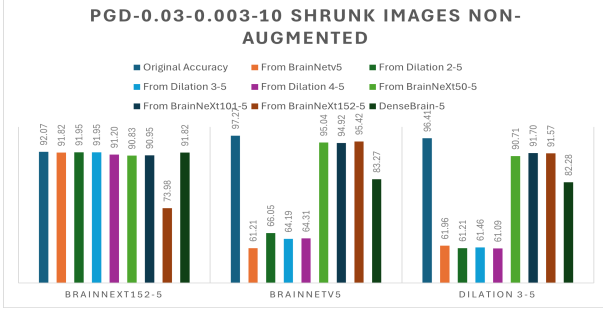 PGD-0.03-0.003-10 SHRUNK IMAGES NON-
AUGMENTED
Original Accuracy From BrainNetv5 From Dilation 2-5
From Dilation 3-5 From Dilation 4-5 From BrainNeXt50-5
From BrainNeXt101-5 From BrainNeXt152-5 DenseBrain-5
92.07 91.82 91.95 91.95 91.20 90.83 90.95 73.98 91.82
61.21 66.05 64.19 64.31 95.04 94.92 95.42 83.27
96.41 61.96 61.21 61.46 61.09 90.71 91.70 91.57 82.28
BRAINNEXT152-5 BRAINNETV5 DILATION 3-5